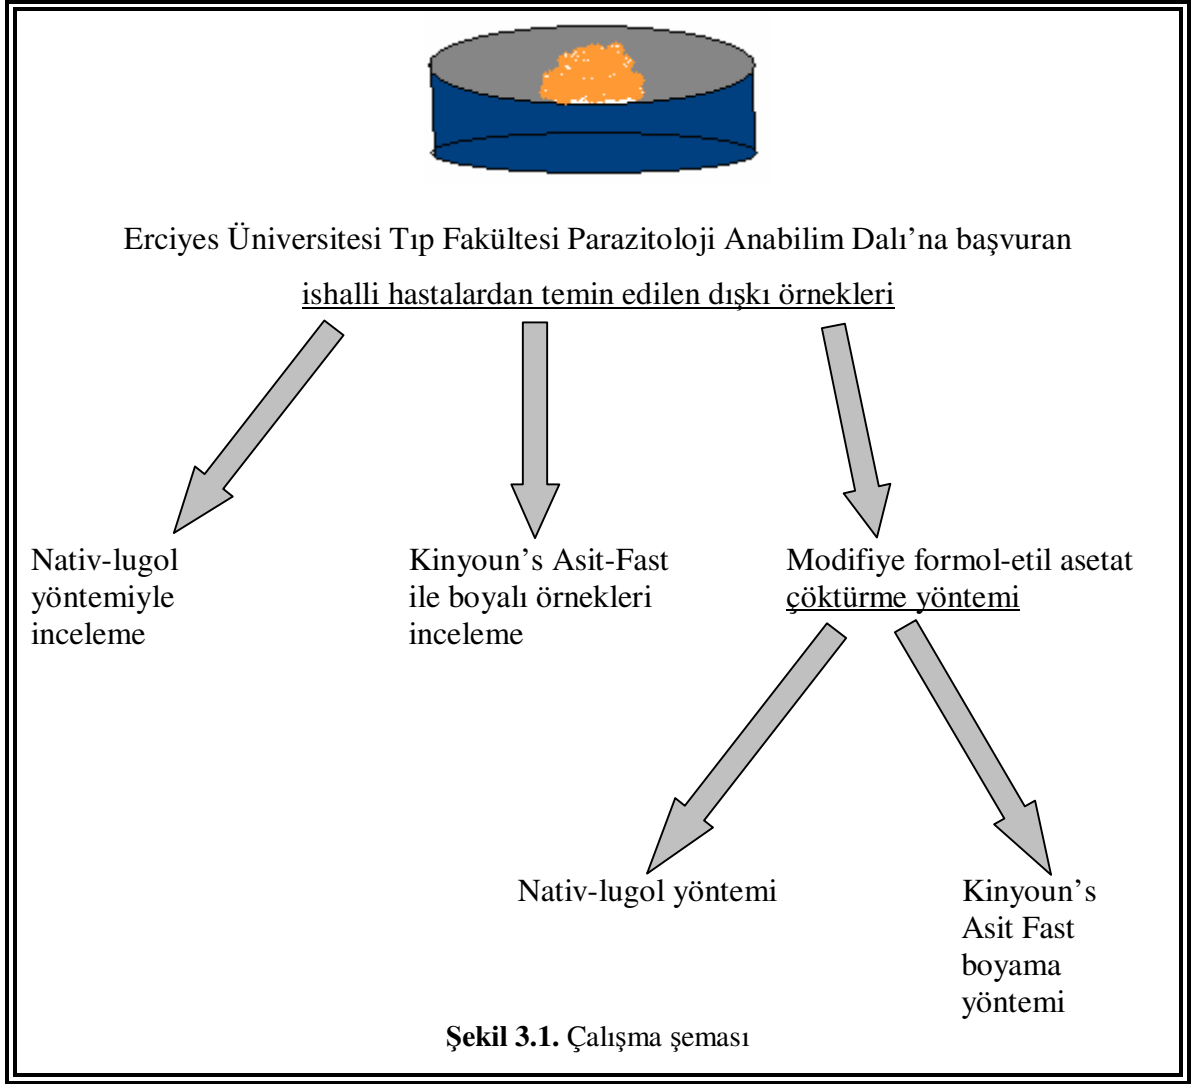 Erciyes Üniversitesi Tıp Fakültesi Parazitoloji Anabilim Dalı’na başvuran
ishalli hastalardan temin edilen dışkı örnekleri
Nativ-lugol
yöntemiyle
inceleme
Kinyoun’s Asit-Fast
ile boyalı örnekleri
inceleme
Modifiye formol-etil asetat
çöktürme yöntemi
Nativ-lugol yöntemi
Kinyoun’s
Asit Fast
boyama
yöntemi
Şekil 3.1. Çalışma şeması